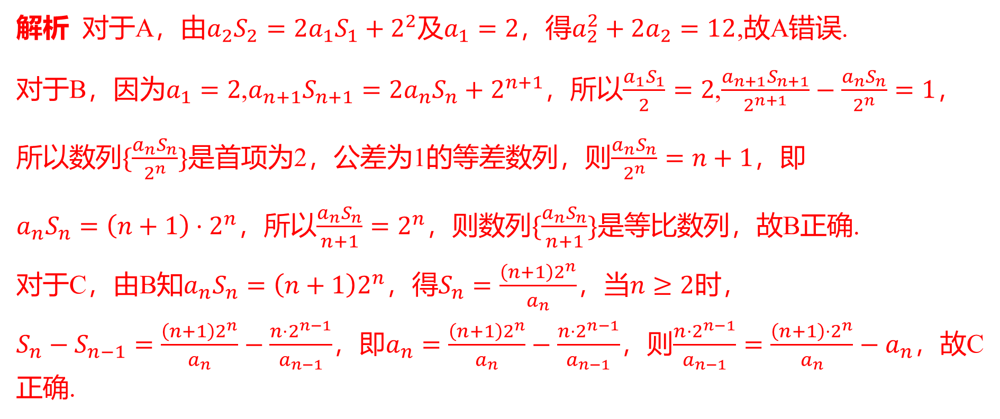 解析 对于A，由$a_2S_2=2a_1S_1+2^2$及$a_1=2$，得$a_2^2+2a_2=12$,故A错误.
对于B，因为$a_1=2$,$a_{n+1}S_{n+1}=2a_nS_n+2^{n+1}$，所以$\frac{a_1S_1}{2}=2$,$\frac{a_{n+1}S_{n+1}}{2^{n+1}}-\frac{a_nS_n}{2^n}=1$，
所以数列{$\frac{a_nS_n}{2^n}$}是首项为2，公差为1的等差数列，则$\frac{a_nS_n}{2^n}=n+1$，即
$a_nS_n=(n+1)\cdot 2^n$，所以$\frac{a_nS_n}{n+1}=2^n$，则数列{$\frac{a_nS_n}{n+1}$}是等比数列，故B正确.
对于C，由B知$a_nS_n=(n+1)2^n$，得$S_n=\frac{(n+1)2^n}{a_n}$，当$n\geq 2$时，
$S_n-S_{n-1}=\frac{(n+1)2^n}{a_n}-\frac{n\cdot 2^{n-1}}{a_{n-1}}$，即$a_n=\frac{(n+1)2^n}{a_n}-\frac{n\cdot 2^{n-1}}{a_{n-1}}$，则$\frac{n\cdot 2^{n-1}}{a_{n-1}}=\frac{(n+1)\cdot 2^n}{a_n}-a_n$，故C
正确.